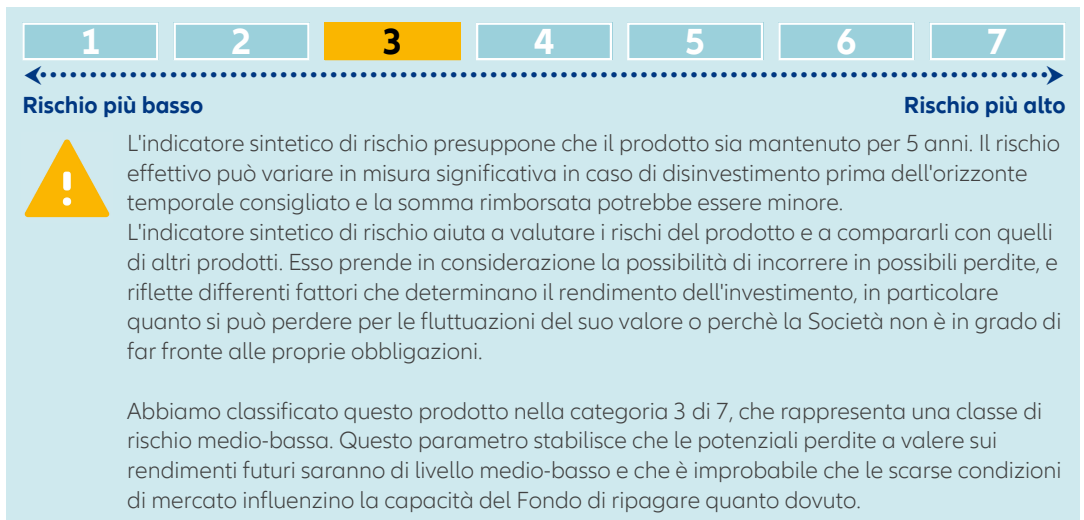 1 2 3 4 5 6 7
Rischio più basso Rischio più alto
L'indicatore sintetico di rischio presuppone che il prodotto sia mantenuto per 5 anni. Il rischio
effettivo può variare in misura significativa in caso di disinvestimento prima dell'orizzonte
temporale consigliato e la somma rimborsata potrebbe essere minore.
L'indicatore sintetico di rischio aiuta a valutare i rischi del prodotto e a compararli con quelli
di altri prodotti. Esso prende in considerazione la possibilità di incorrere in possibili perdite, e
riflette differenti fattori che determinano il rendimento dell'investimento, in particolare
quanto si può perdere per le fluttuazioni del suo valore o perchè la Società non è in grado di
far fronte alle proprie obbligazioni.
Abbiamo classificato questo prodotto nella categoria 3 di 7, che rappresenta una classe di
rischio medio-bassa. Questo parametro stabilisce che le potenziali perdite a valere sui
rendimenti futuri saranno di livello medio-basso e che è improbabile che le scarse condizioni
di mercato influenzino la capacità del Fondo di ripagare quanto dovuto.